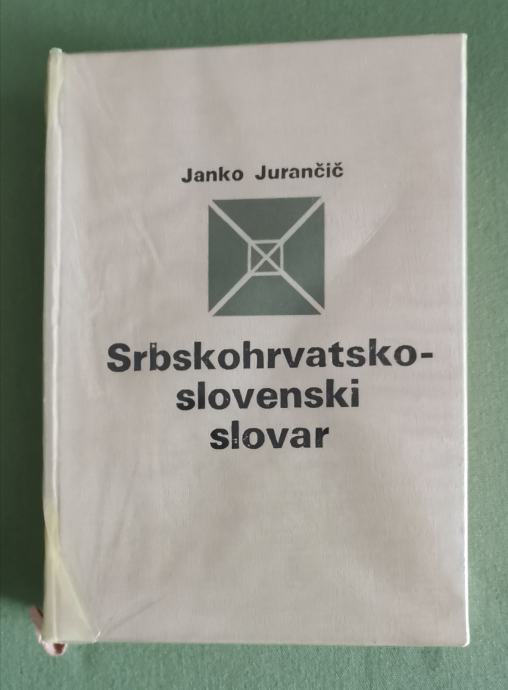 Janko Jurančič
Srbskohrvatsko-
slovenski
slovar